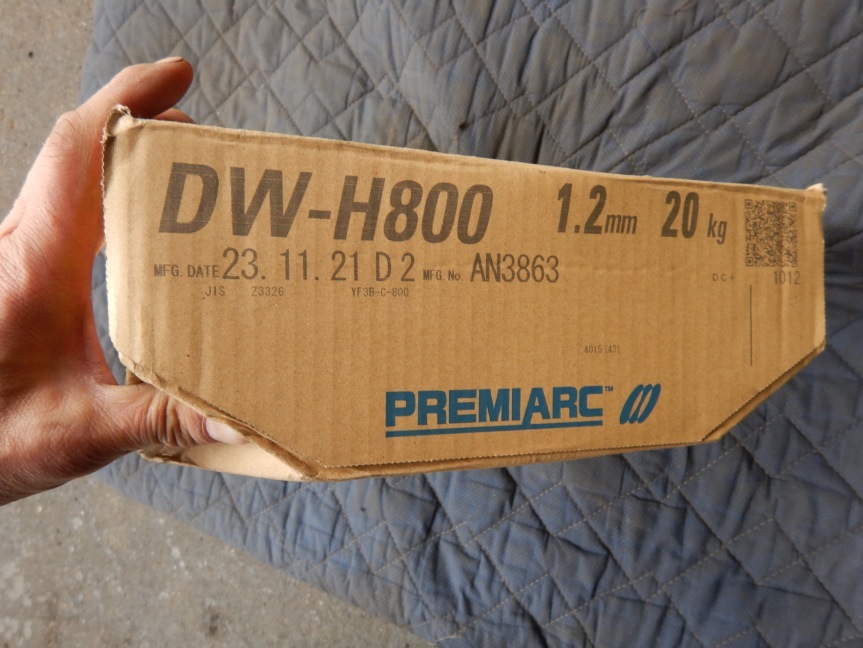 DW-H800 1.2mm 20 kg
MFG. DATE 23. 11. 21 D 2 MFG. No. AN3863
DC+ 1012
JIS Z3326 YF3B-C-800
PREMIARC™